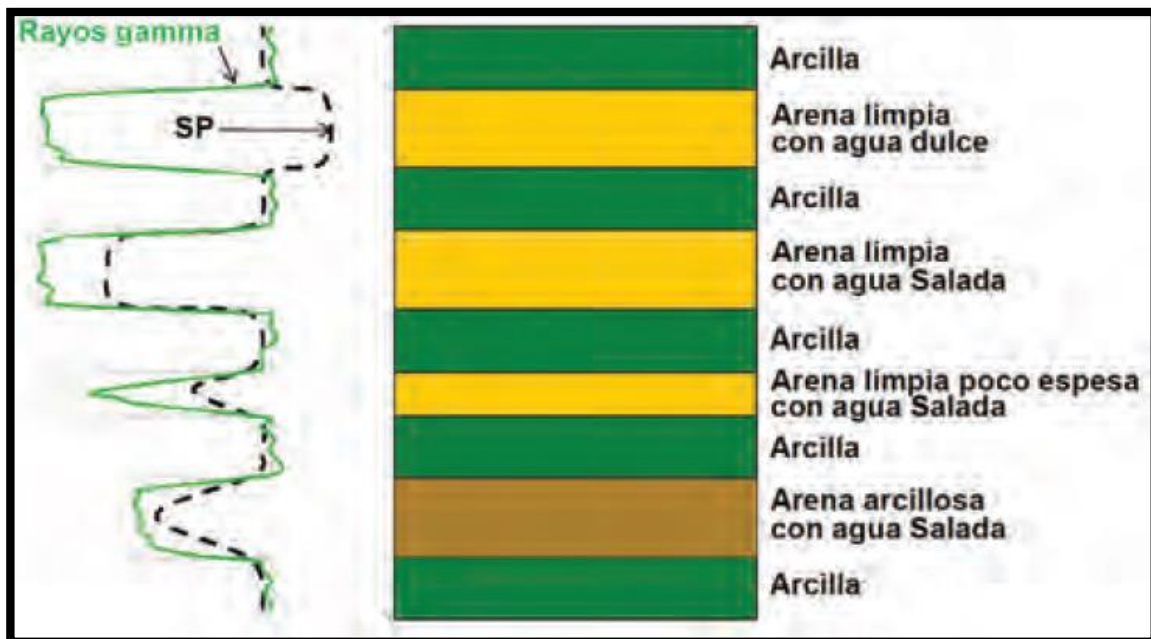 Rayos gamma
SP
Arcilla
Arena limpia
con agua dulce
Arcilla
Arena limpia
con agua Salada
Arcilla
Arena limpia poco espesa
con agua Salada
Arcilla
Arena arcillosa
con agua Salada
Arcilla